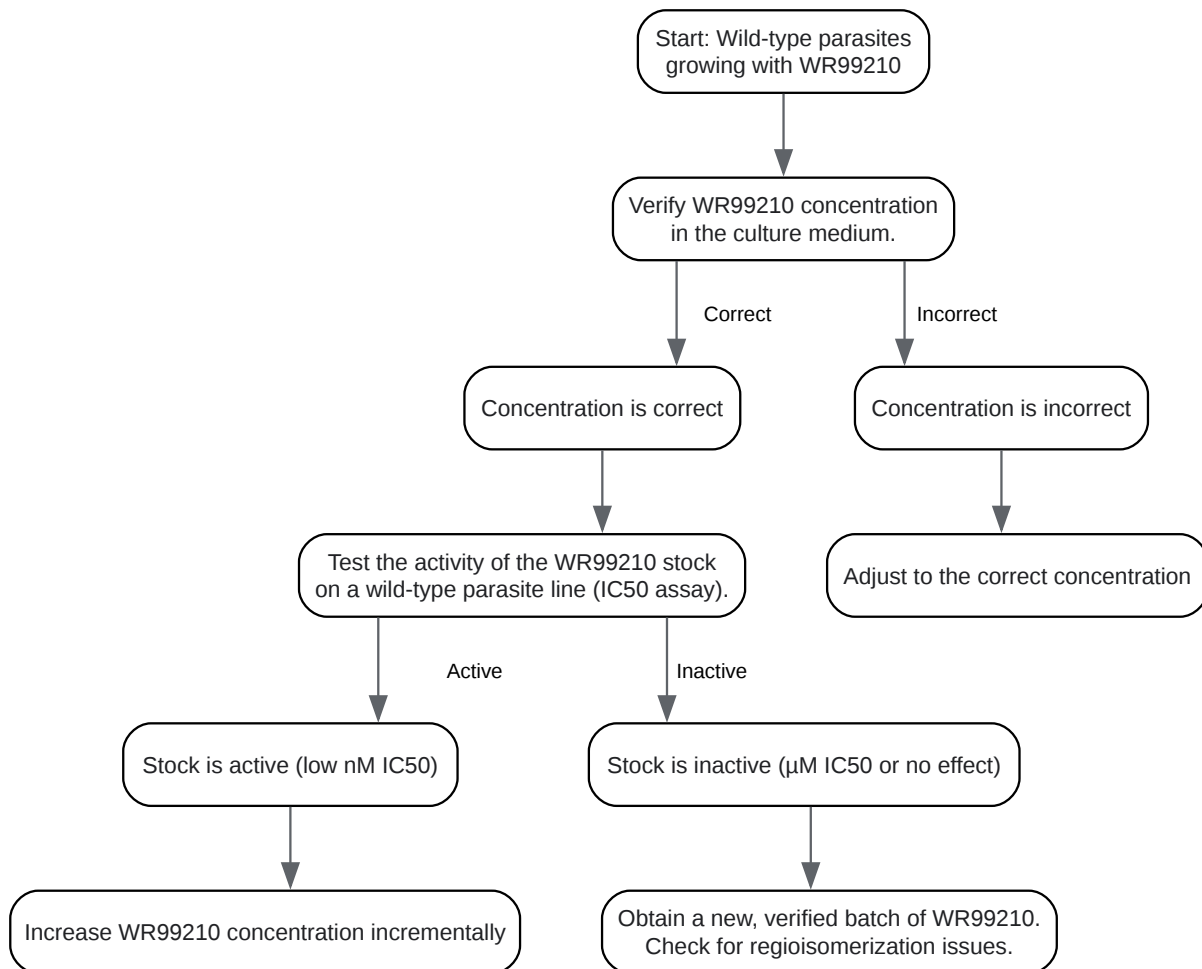 Start: Wild-type parasites
growing with WR99210
Verify WR99210 concentration
in the culture medium.
Correct
Incorrect
Concentration is correct
Concentration is incorrect
Test the activity of the WR99210 stock
on a wild-type parasite line (IC50 assay).
Adjust to the correct concentration
Active
Inactive
Stock is active (low nM IC50)
Stock is inactive (µM IC50 or no effect)
Increase WR99210 concentration incrementally
Obtain a new, verified batch of WR99210.
Check for regioisomerization issues.